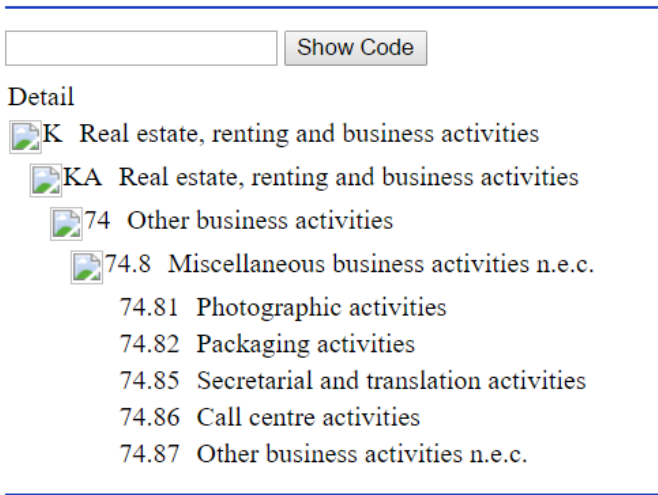 Show Code
Detail
K Real estate, renting and business activities
KA Real estate, renting and business activities
74 Other business activities
74.8 Miscellaneous business activities n.e.c.
74.81 Photographic activities
74.82 Packaging activities
74.85 Secretarial and translation activities
74.86 Call centre activities
74.87 Other business activities n.e.c.